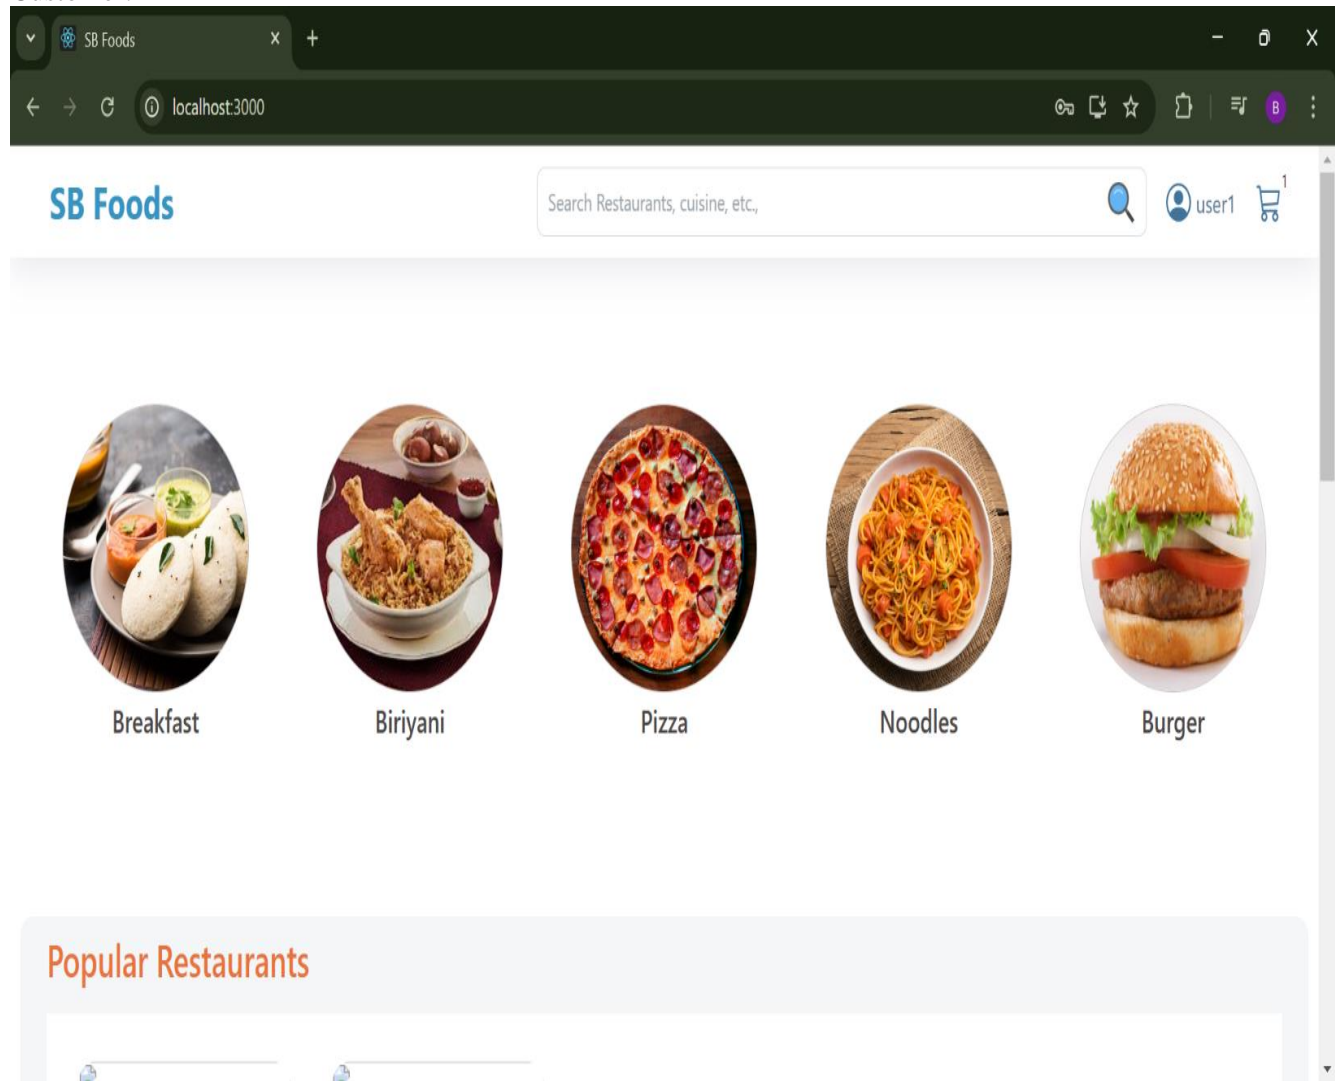 SB Foods
localhost:3000
B
SB Foods
Search Restaurants, cuisine, etc.,
user1
1
Breakfast
Biriyani
Pizza
Noodles
Burger
Popular Restaurants